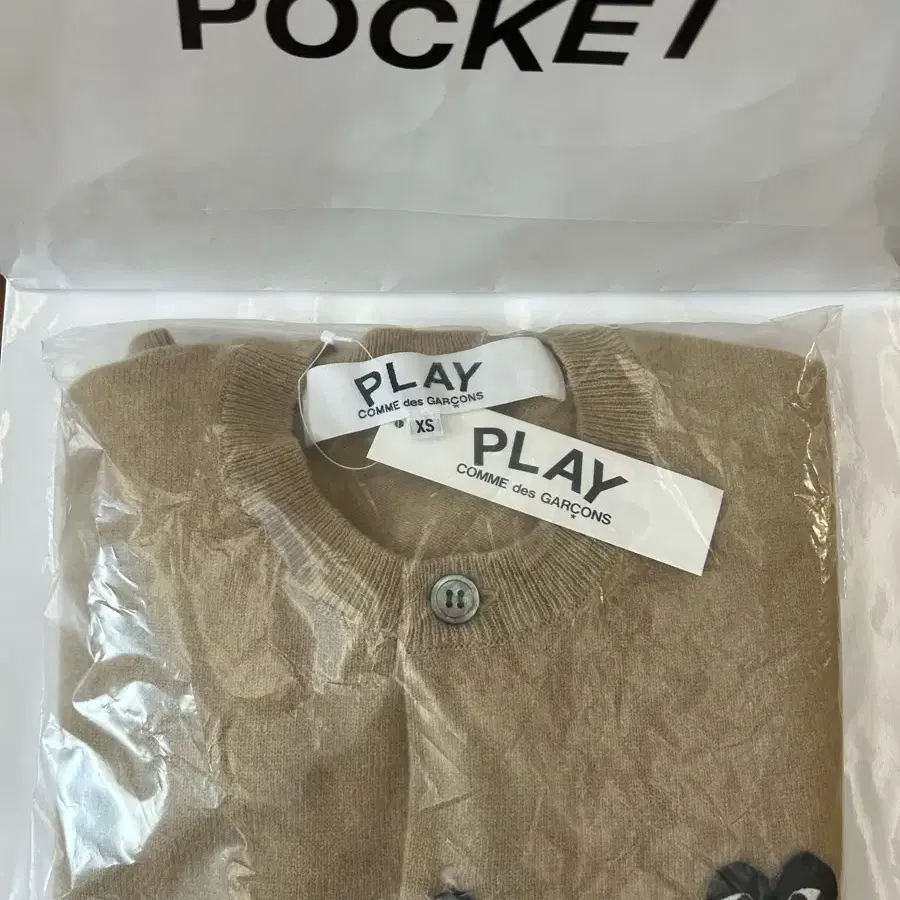 POCKET
PLAY
COMME des GARÇONS
XS
PLAY
COMME des GARÇONS